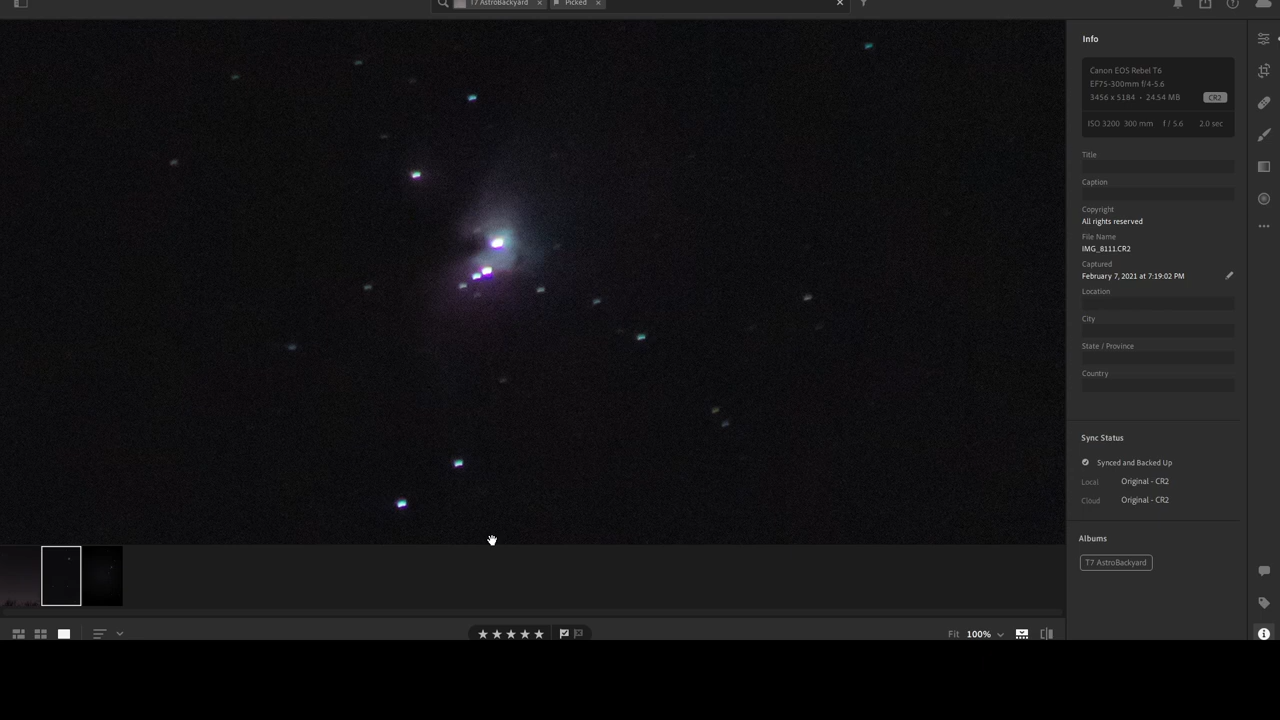 T7 AstroBackyard × Picked ×
Info
Canon EOS Rebel T6
EF75-300mm f/4-5.6
3456 x 5184 • 24.54 MB CR2
ISO 3200 300 mm f / 5.6 2.0 sec
Title
Caption
Copyright
All rights reserved
File Name
IMG_8111.CR2
Captured
February 7, 2021 at 7:19:02 PM
Location
City
State / Province
Country
Sync Status
Synced and Backed Up
Local Original - CR2
Cloud Original - CR2
Albums
T7 AstroBackyard
Fit 100%